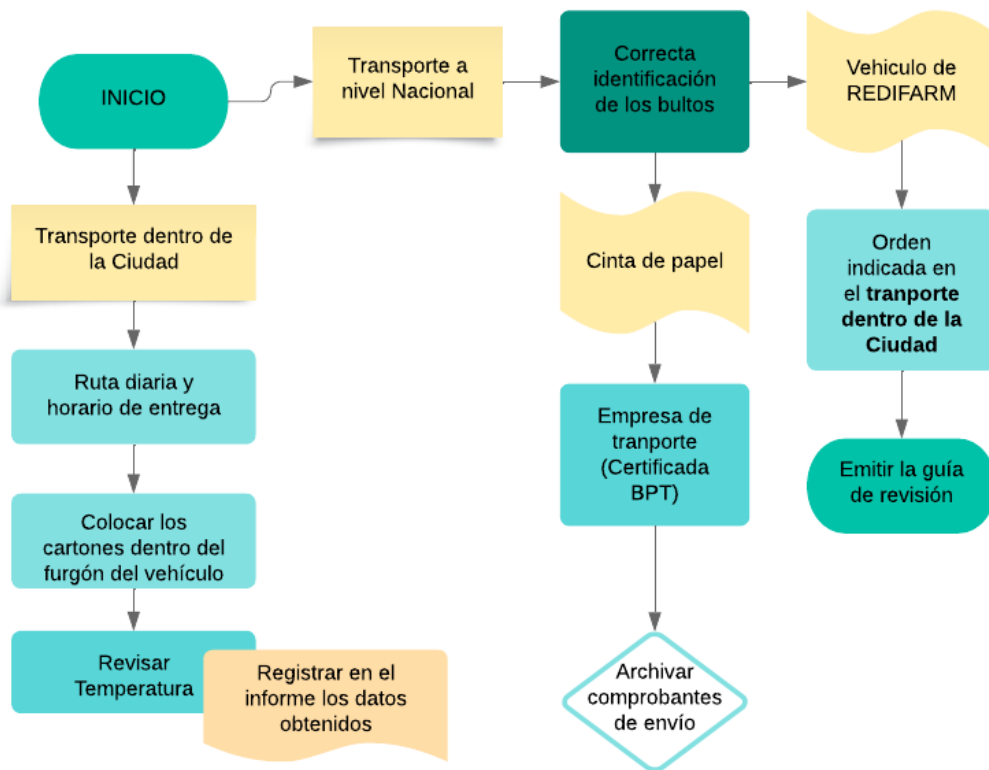 INICIO
Transporte a
nivel Nacional
Correcta
identificación
de los bultos
Vehiculo de
REDIFARM
Transporte dentro de
la Ciudad
Cinta de papel
Orden
indicada en
el tranporte
dentro de la
Ciudad
Ruta diaria y
horario de entrega
Empresa de
tranporte
(Certificada
BPT)
Emitir la guía
de revisión
Colocar los
cartones dentro del
furgón del vehículo
Revisar
Temperatura
Registrar en el
informe los datos
obtenidos
Archivar
comprobantes
de envío